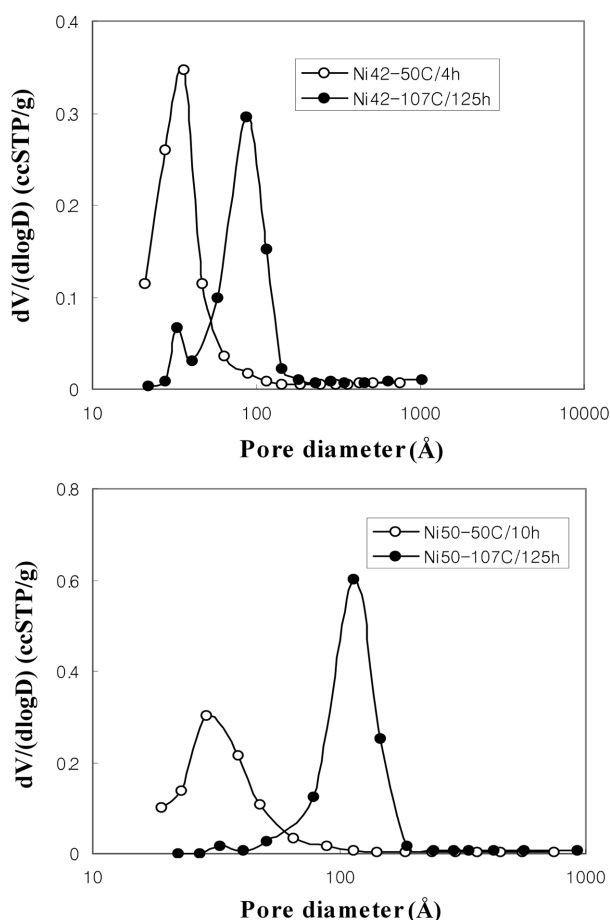 0.4
0.3
0.2
0.1
0
dV/(dlogD) (ccSTP/g)
Ni42-50C/4h
Ni42-107C/125h
10
100
1000
10000
Pore diameter(Å)
0.8
0.6
0.4
0.2
0
dV/(dlogD) (ccSTP/g)
Ni50-50C/10h
Ni50-107C/125h
10
100
1000
Pore diameter(Å)